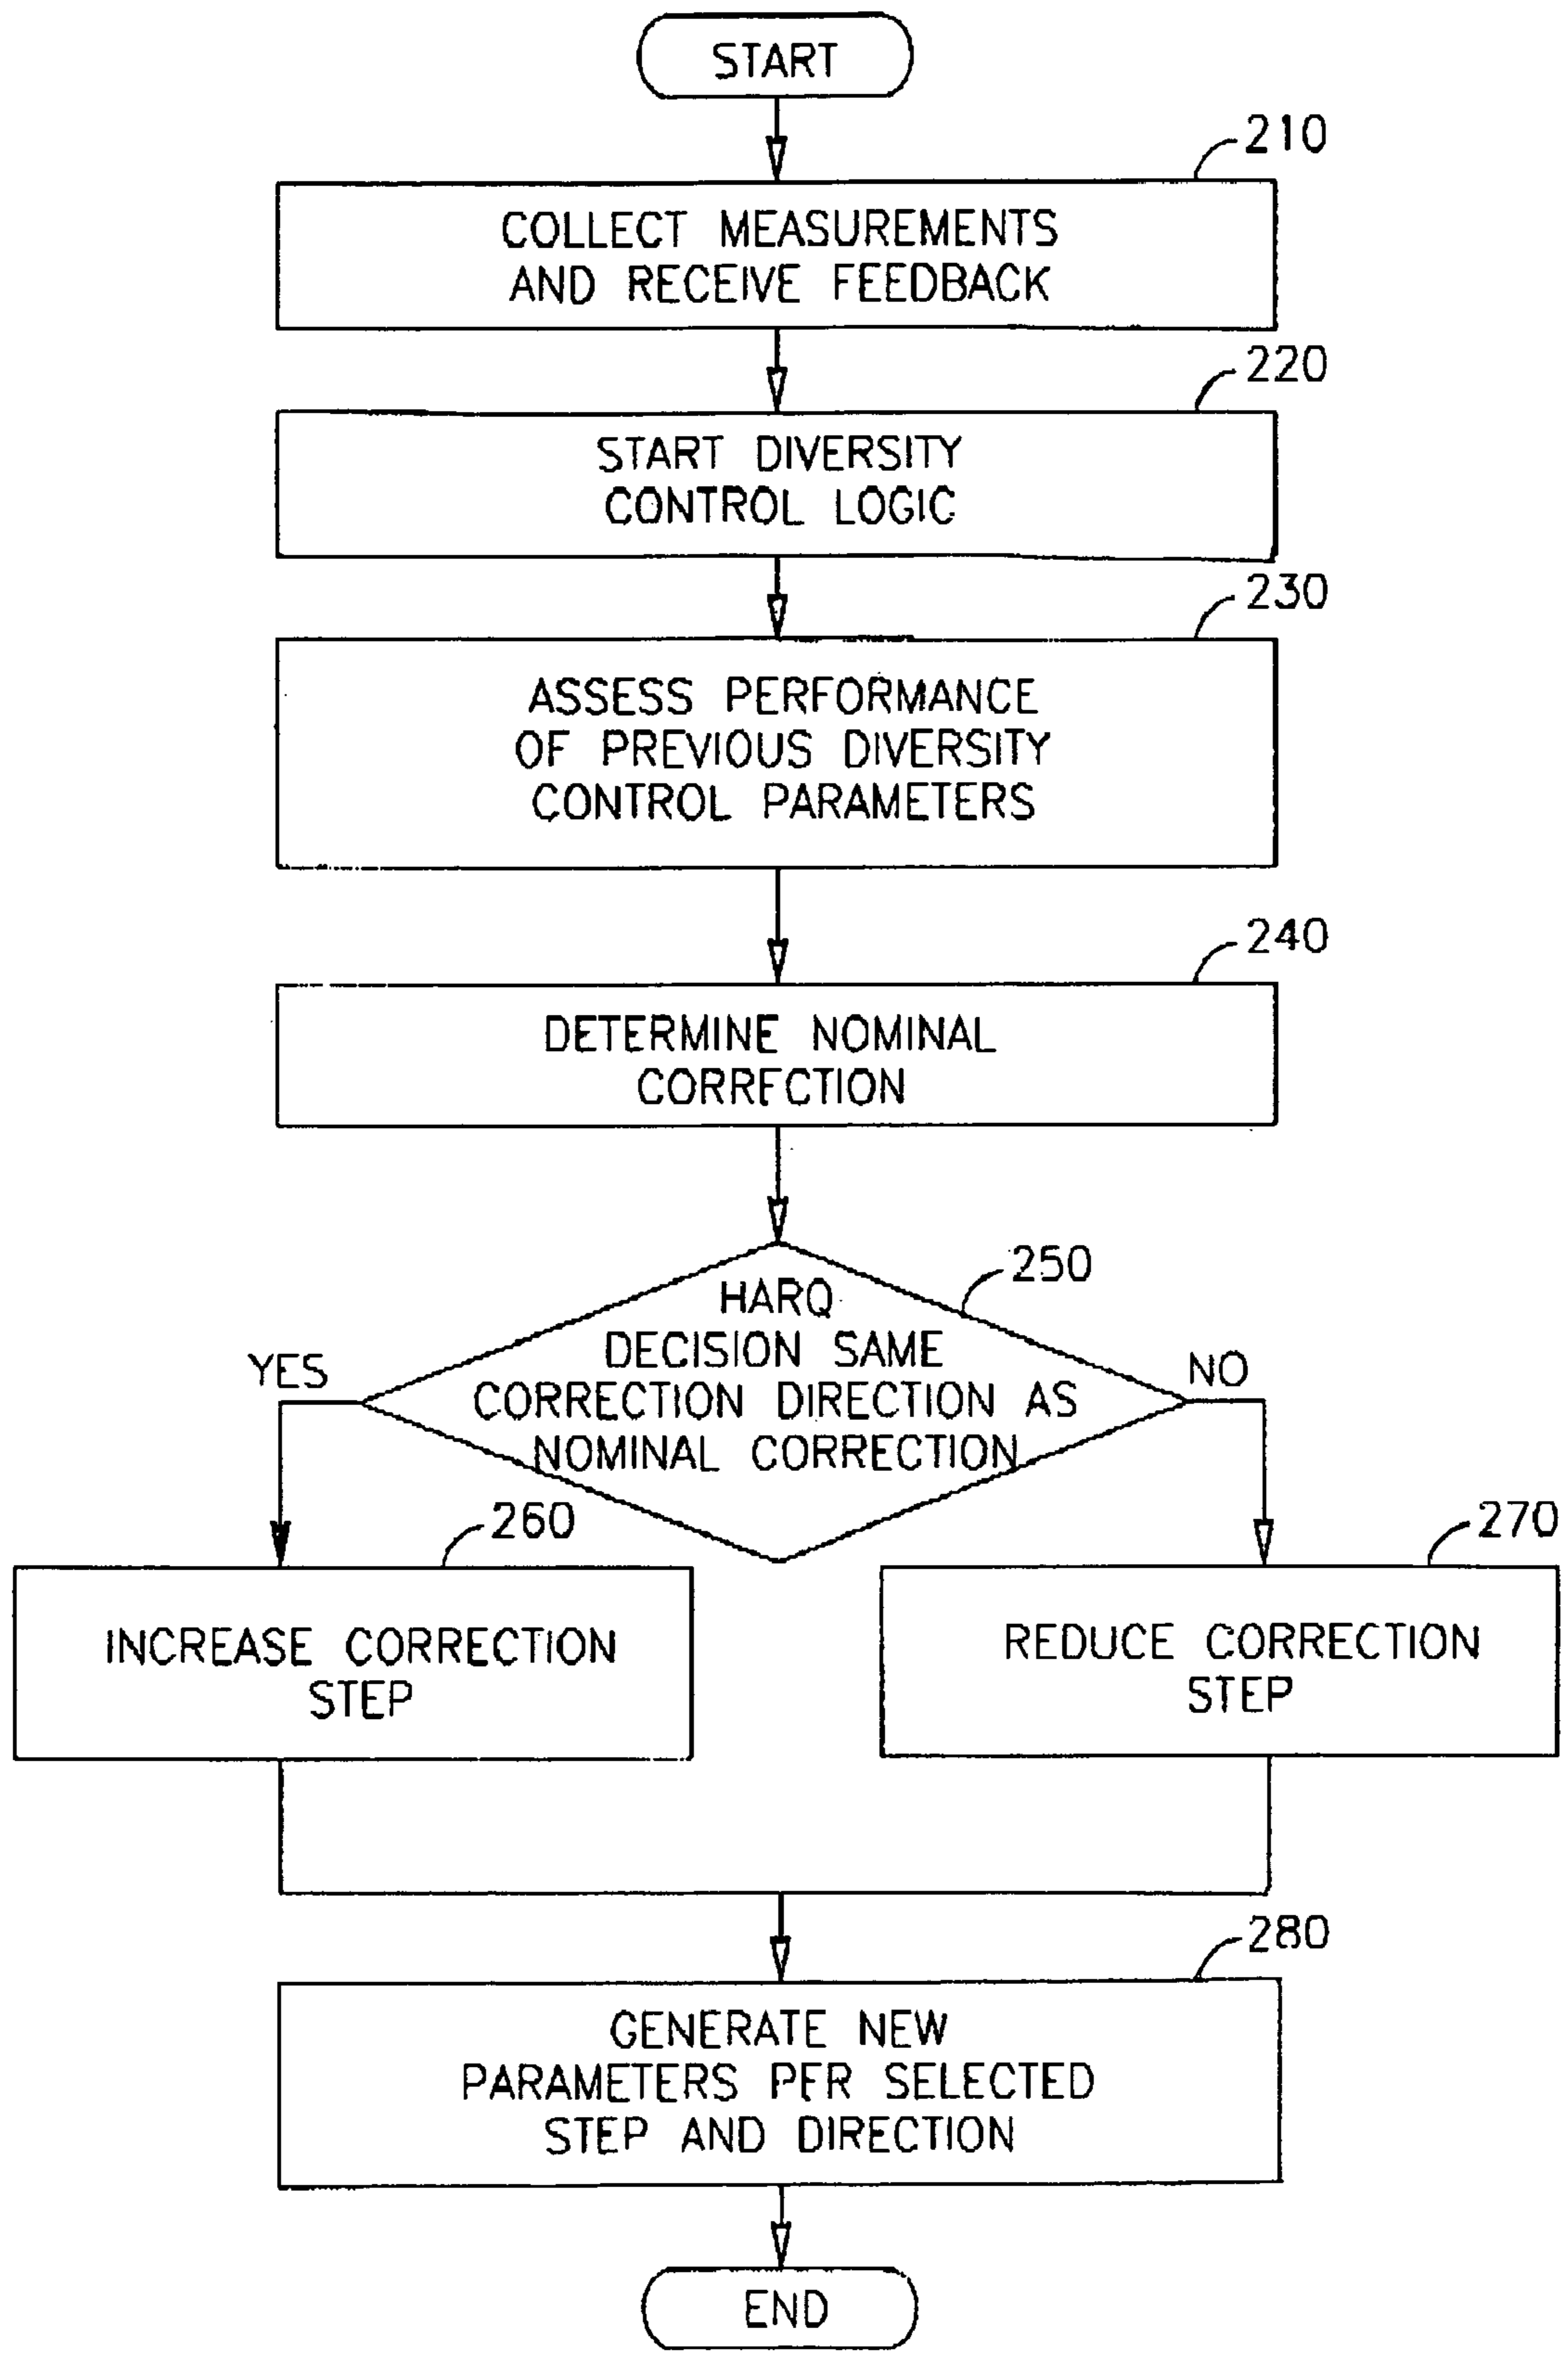 START
210
COLLECT MEASUREMENTS
AND RECEIVE FEEDBACK
220
START DIVERSITY
CONTROL LOGIC
230
ASSESS PERFORMANCE
OF PREVIOUS DIVERSITY
CONTROL PARAMETERS
240
DETERMINE NOMINAL
CORRECTION
250
HARQ
DECISION SAME
CORRECTION DIRECTION AS
NOMINAL CORRECTION
YES
NO
260
INCREASE CORRECTION
STEP
270
REDUCE CORRECTION
STEP
280
GENERATE NEW
PARAMETERS PER SELECTED
STEP AND DIRECTION
END